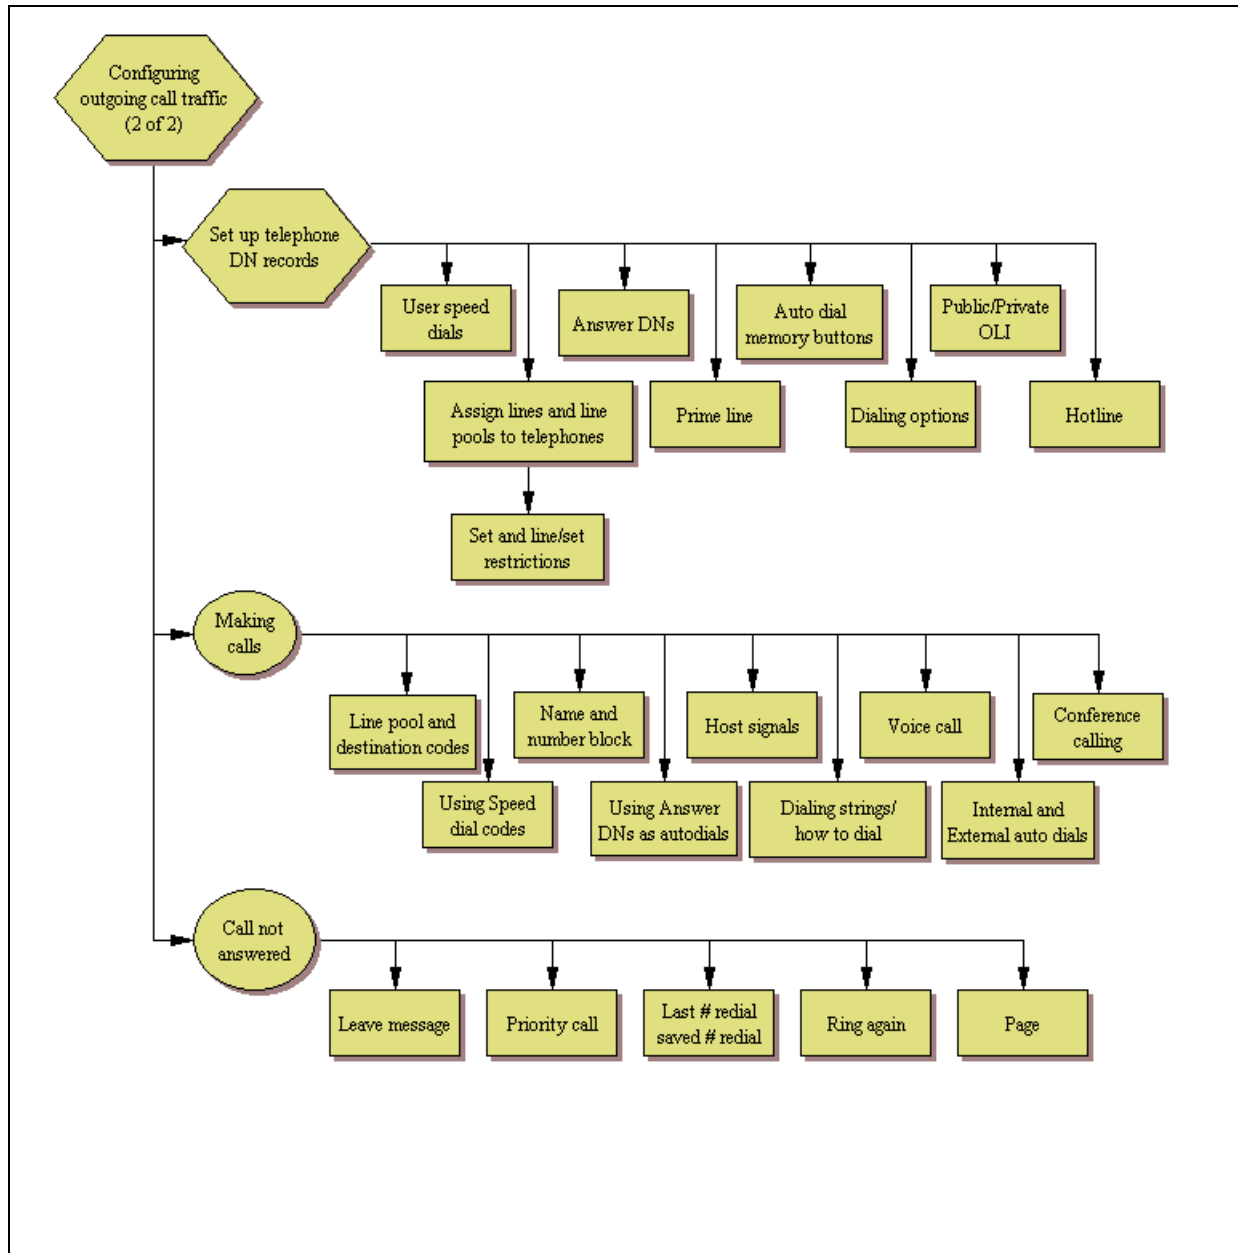 Configuring
outgoing call traffic
(2 of 2)
Set up telephone
DN records
User speed
dials
Answer DNs
Auto dial
memory buttons
Public/Private
OLI
Assign lines and line
pools to telephones
Prime line
Dialing options
Hotline
Set and line/set
restrictions
Making
calls
Line pool and
destination codes
Name and
number block
Host signals
Voice call
Conference
calling
Using Speed
dial codes
Using Answer
DNs as autodials
Dialing strings/
how to dial
Internal and
External auto dials
Call not
answered
Leave message
Priority call
Last # redial
saved # redial
Ring again
Page